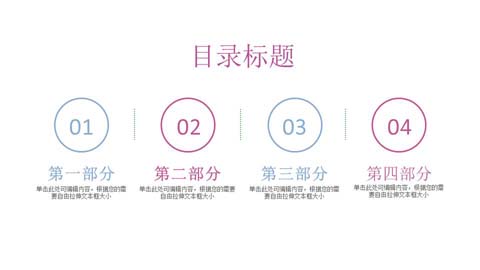 目录标题
01
02
03
04
第一部分
第二部分
第三部分
第四部分
单击此处可编辑内容，根据您的需
要自由拉伸文本框大小
单击此处可编辑内容，根据您的需要
自由拉伸文本框大小
单击此处可编辑内容，根据您的需
要自由拉伸文本框大小
单击此处可编辑内容，根据您的需
要自由拉伸文本框大小